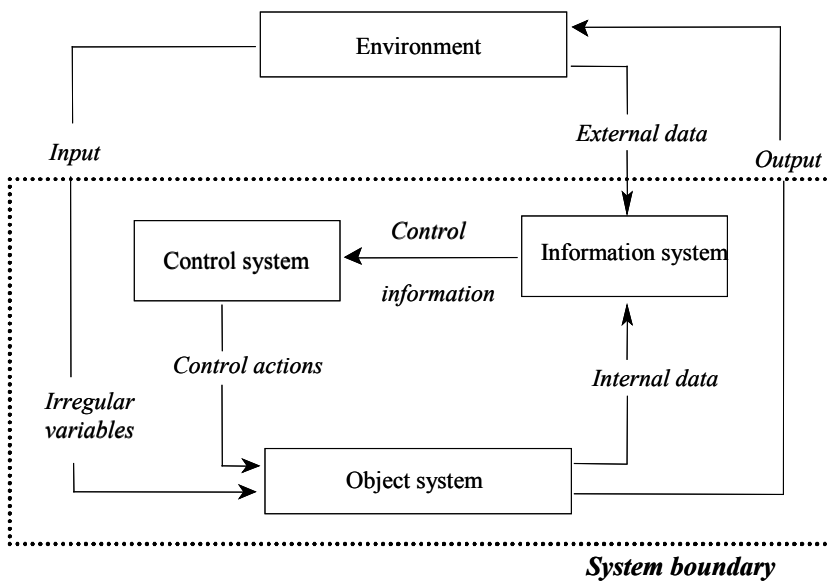 Environment
External data
Input
Output
Control
Information system
Control system
information
Control actions
Internal data
Irregular
variables
Object system
System boundary